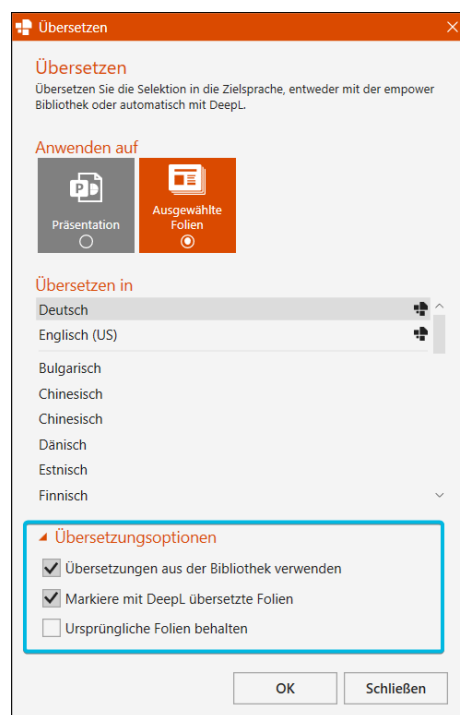 Übersetzen
Übersetzen
Übersetzen Sie die Selektion in die Zielsprache, entweder mit der empower
Bibliothek oder automatisch mit DeepL.
Anwenden auf
P
Präsentation
Ausgewählte
Folien
Übersetzen in
Deutsch
Englisch (US)
Bulgarisch
Chinesisch
Chinesisch
Dänisch
Estnisch
Finnisch
Übersetzungsoptionen
Übersetzungen aus der Bibliothek verwenden
Markiere mit DeepL übersetzte Folien
Ursprüngliche Folien behalten
OK
Schließen